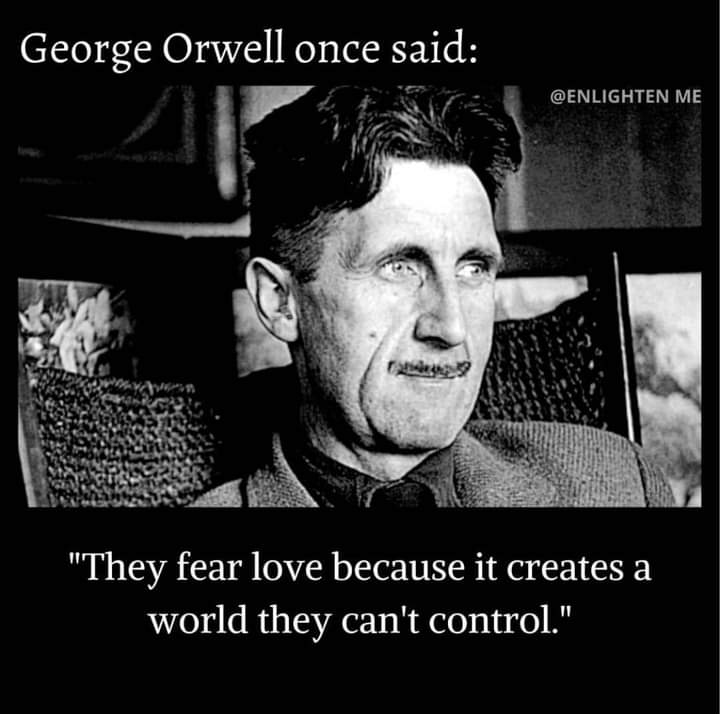 George Orwell once said:
@ENLIGHTEN ME
"They fear love because it creates a
world they can't control."